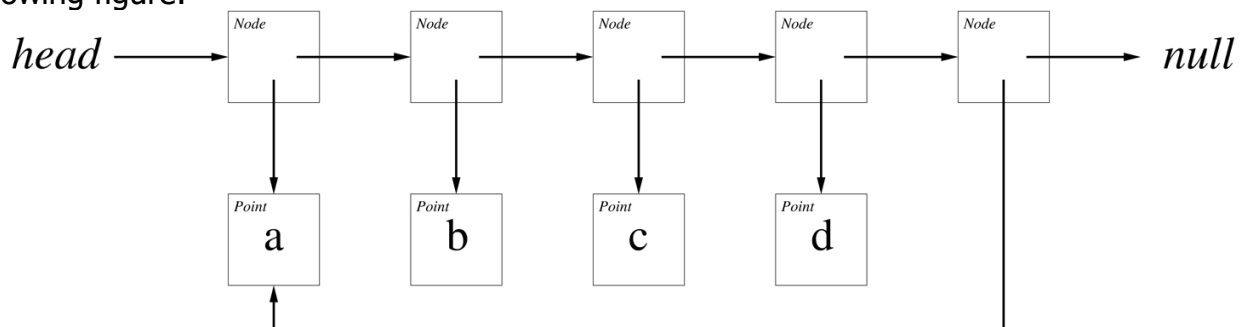 owing figure.
Node Node Node Node Node
head null
Point Point Point Point
a b c d